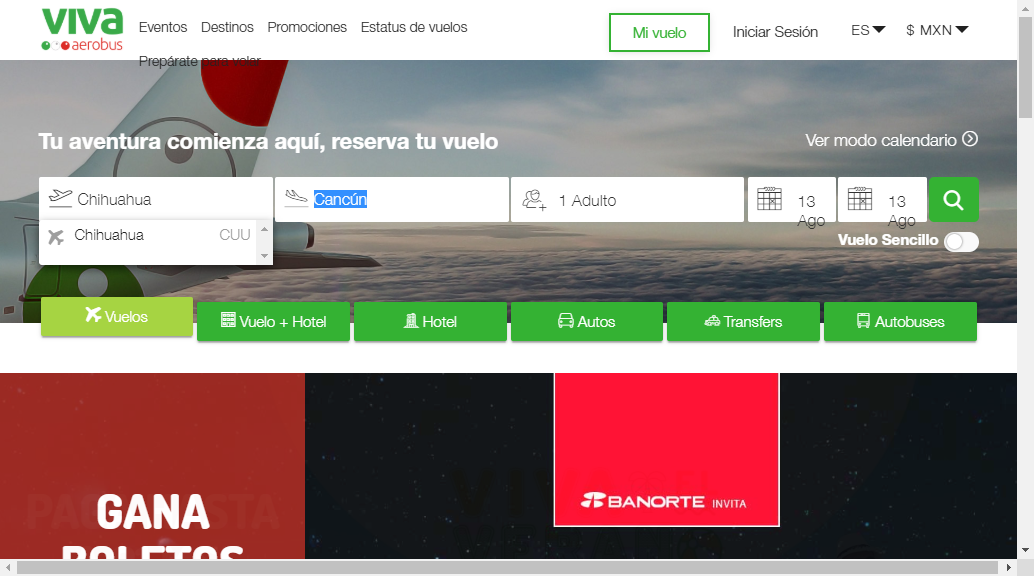 viva
aerobus
Eventos
Destinos
Promociones
Estatus de vuelos
Prepárate para volar
Mi vuelo
Iniciar Sesión
ES
$ MXN
Tu aventura comienza aquí, reserva tu vuelo
Ver modo calendario
Chihuahua
Cancún
1 Adulto
13
Ago
13
Ago
Chihuahua CUU
Vuelo Sencillo
Vuelos
Vuelo + Hotel
Hotel
Autos
Transfers
Autobuses
GANA
BOLETOS
VIVA
BANORTE INVITA